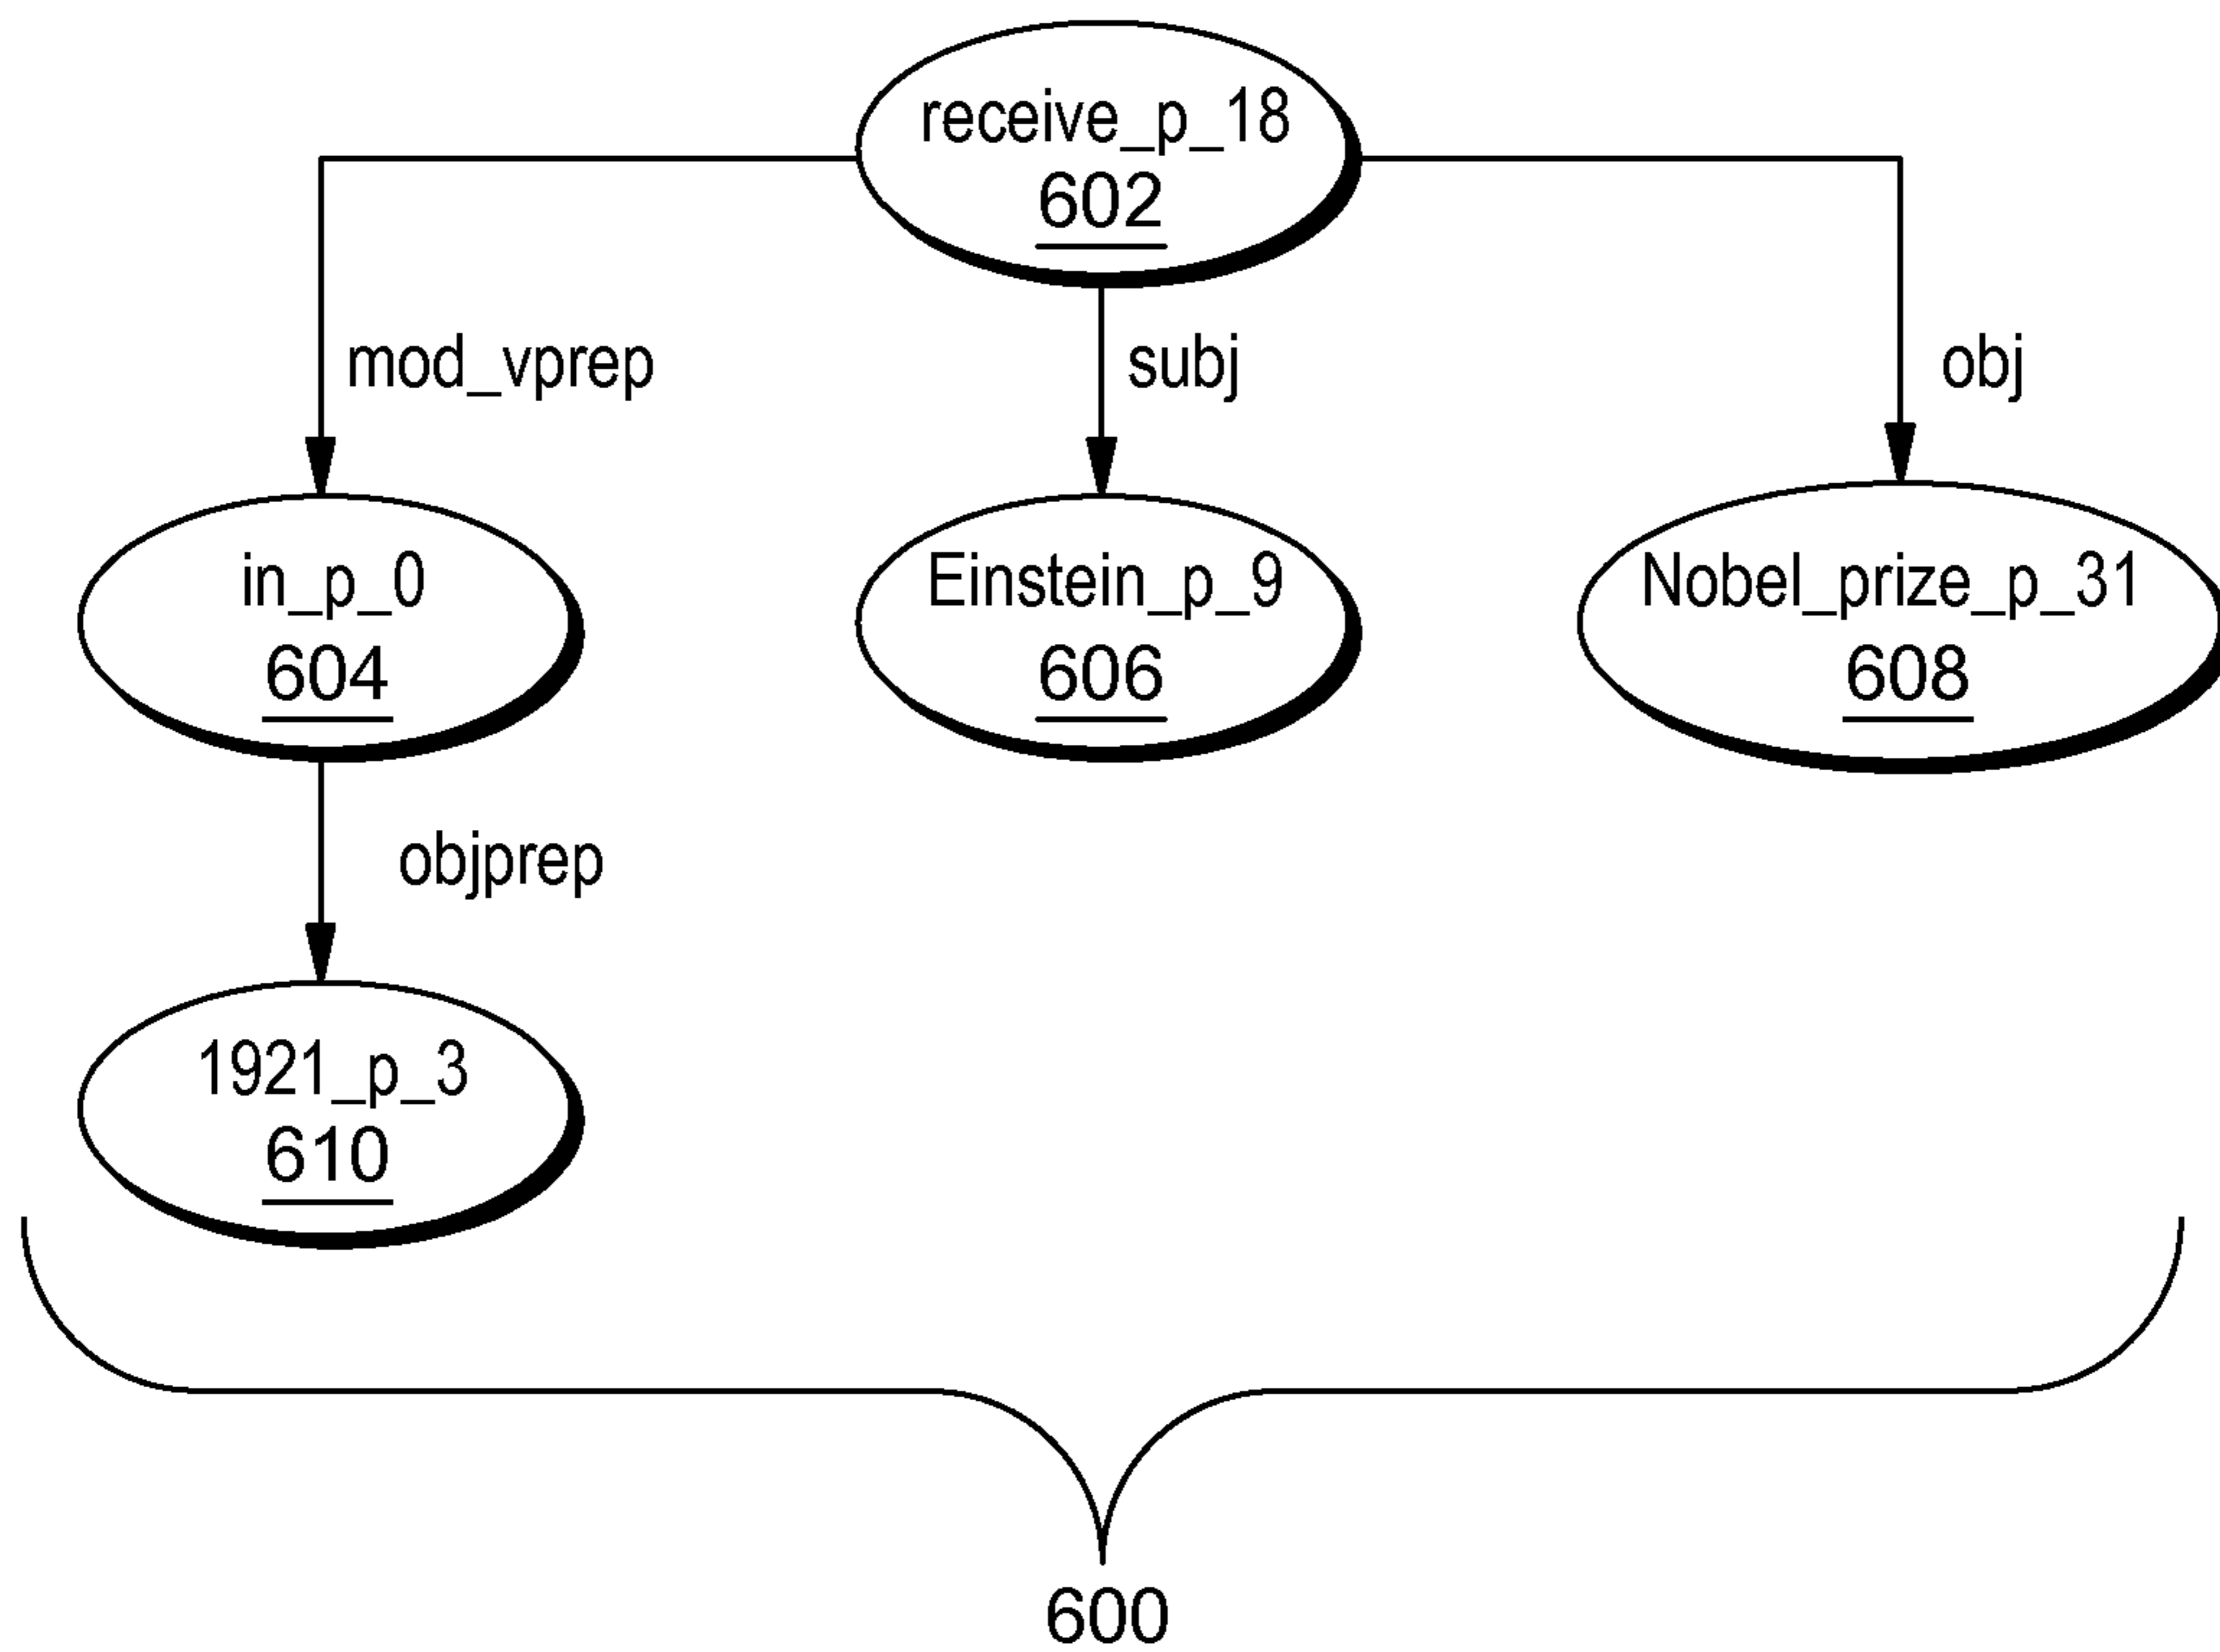 receive_p_18
602
mod_vprep
subj
obj
in_p_0
604
Einstein_p_9
606
Nobel_prize_p_31
608
objprep
1921_p_3
610
600